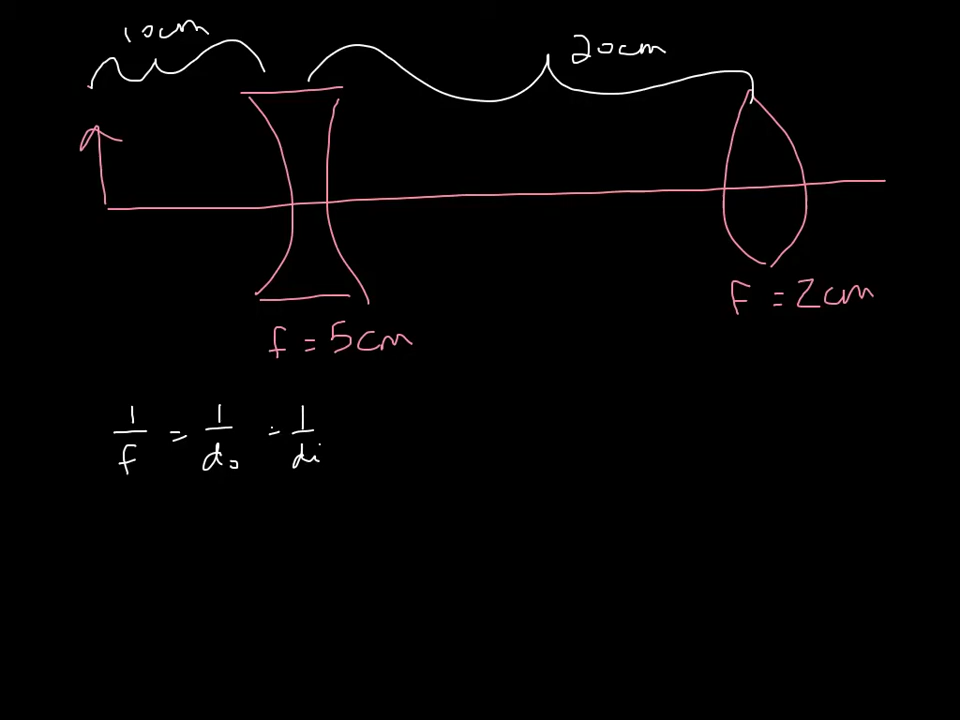 10cm
20cm
f = 5cm
F = 2cm
1/f = 1/do = 1/di